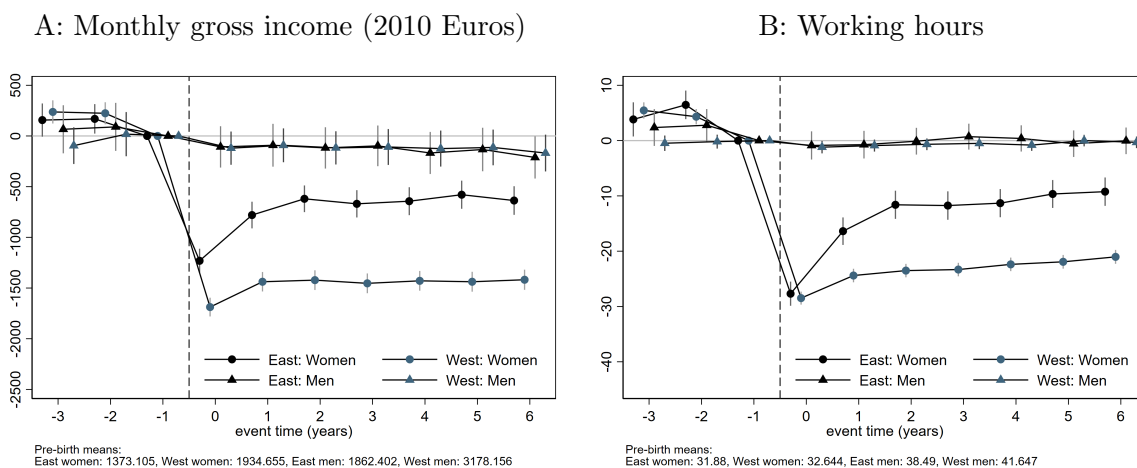 A: Monthly gross income (2010 Euros)
500
0
-500
-1000
-1500
-2000
-2500
East: Women
West: Women
East: Men
West: Men
-3 -2 -1 0 1 2 3 4 5 6
event time (years)
Pre-birth means:
East women: 1373.105, West women: 1934.655, East men: 1862.402, West men: 3178.156
B: Working hours
10
0
-10
-20
-30
-40
East: Women
West: Women
East: Men
West: Men
-3 -2 -1 0 1 2 3 4 5 6
event time (years)
Pre-birth means:
East women: 31.88, West women: 32.644, East men: 38.49, West men: 41.647